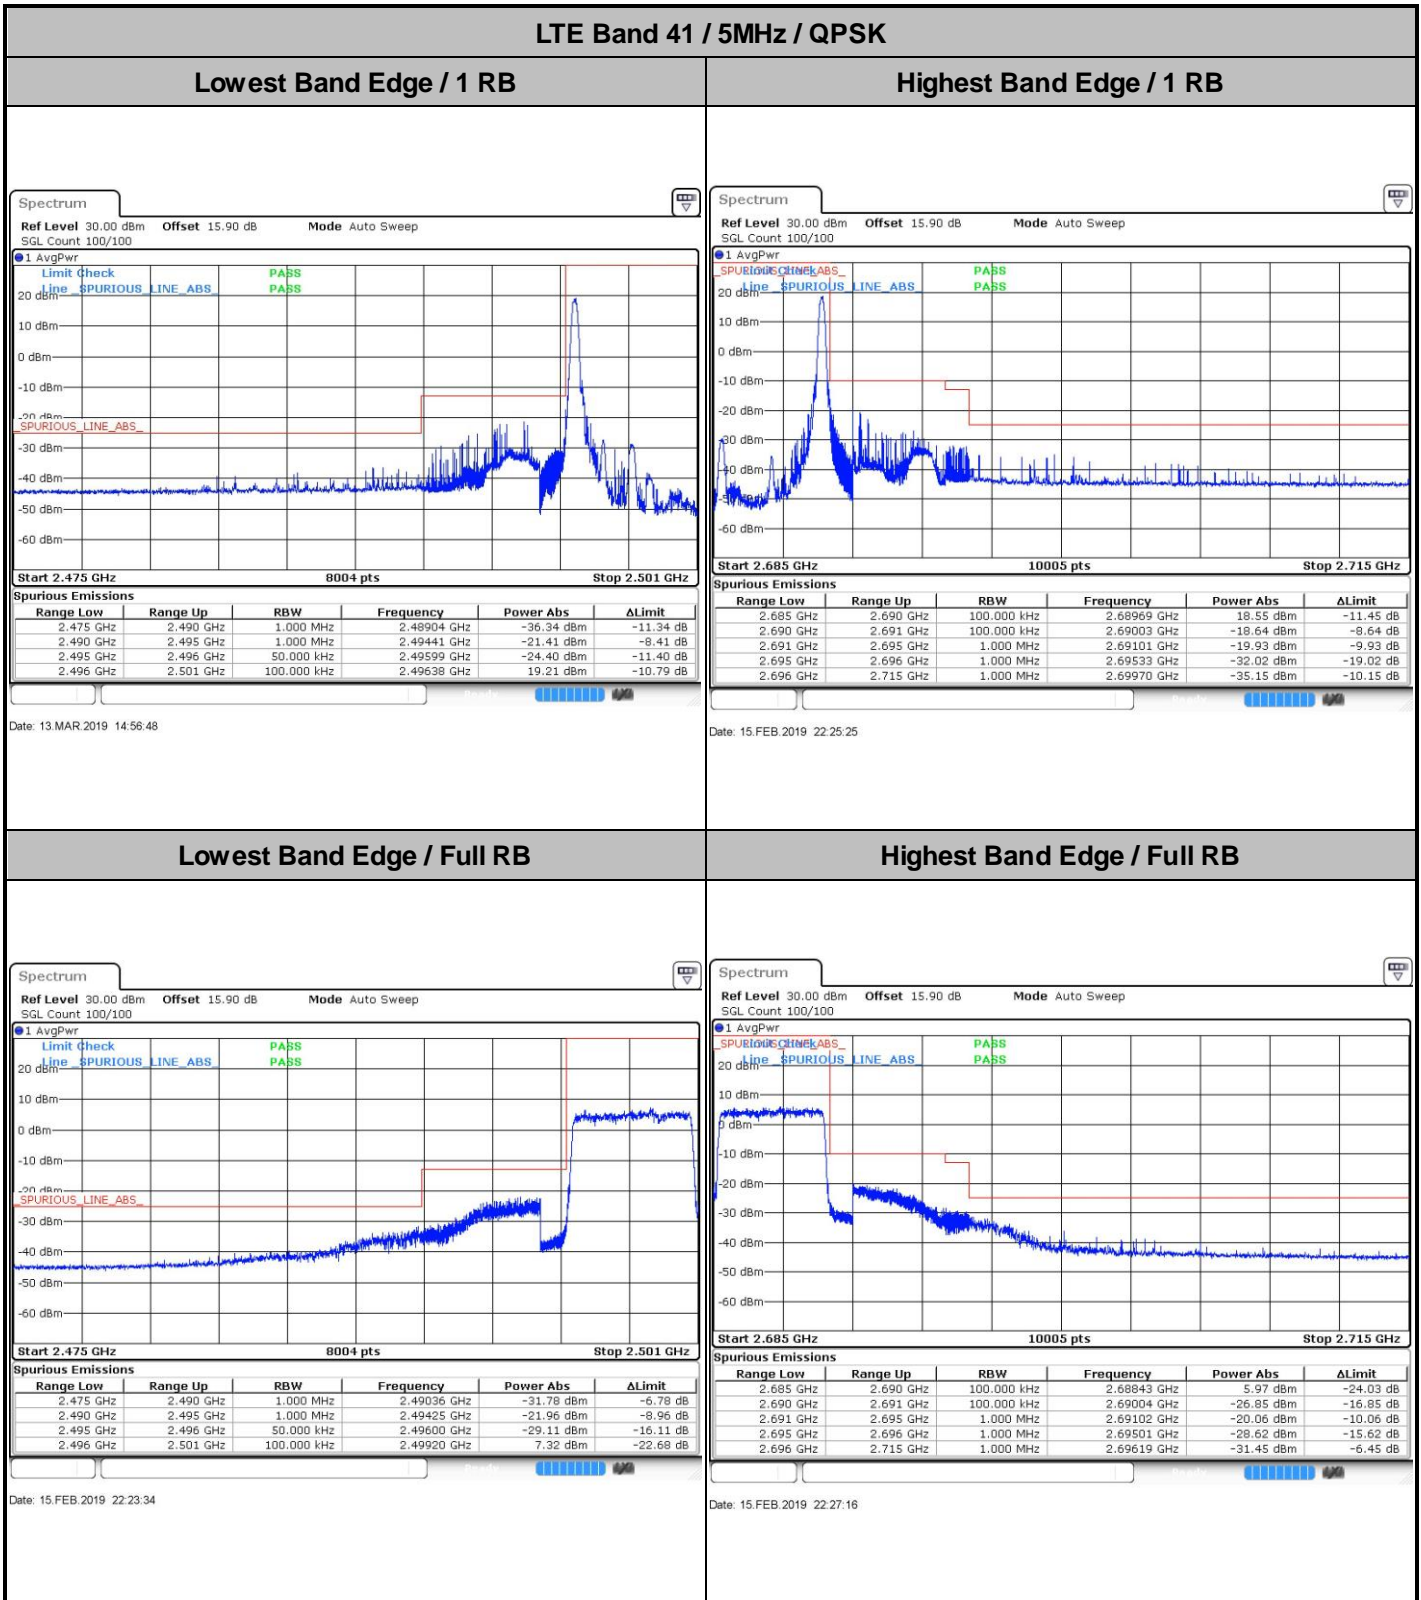 LTE Band 41 / 5MHz / QPSK
Lowest Band Edge / 1 RB
Highest Band Edge / 1 RB
Spectrum
Ref Level 30.00 dBm Offset 15.90 dB Mode Auto Sweep
SGL Count 100/100
1 AvgPwr
Limit Check PASS
Line _SPURIOUS_LINE_ABS_ PASS
20 dBm
10 dBm
0 dBm
-10 dBm
-20 dBm
_SPURIOUS_LINE_ABS_
-30 dBm
-40 dBm
-50 dBm
-60 dBm
Start 2.475 GHz 8004 pts Stop 2.501 GHz
Spurious Emissions
Range Low Range Up RBW Frequency Power Abs ΔLimit
2.475 GHz 2.490 GHz 1.000 MHz 2.48904 GHz -36.34 dBm -11.34 dB
2.490 GHz 2.495 GHz 1.000 MHz 2.49441 GHz -21.41 dBm -8.41 dB
2.495 GHz 2.496 GHz 50.000 kHz 2.49599 GHz -24.40 dBm -11.40 dB
2.496 GHz 2.501 GHz 100.000 kHz 2.49638 GHz 19.21 dBm -10.79 dB
Date: 13.MAR.2019 14:56:48
Spectrum
Ref Level 30.00 dBm Offset 15.90 dB Mode Auto Sweep
SGL Count 100/100
1 AvgPwr
_SPURIOUS_LINE_ABS_
Limit Check PASS
Line _SPURIOUS_LINE_ABS_ PASS
20 dBm
10 dBm
0 dBm
-10 dBm
-20 dBm
-30 dBm
-40 dBm
-50 dBm
-60 dBm
Start 2.685 GHz 10005 pts Stop 2.715 GHz
Spurious Emissions
Range Low Range Up RBW Frequency Power Abs ΔLimit
2.685 GHz 2.690 GHz 100.000 kHz 2.68969 GHz 18.55 dBm -11.45 dB
2.690 GHz 2.691 GHz 100.000 kHz 2.69003 GHz -18.64 dBm -8.64 dB
2.691 GHz 2.695 GHz 1.000 MHz 2.69101 GHz -19.93 dBm -9.93 dB
2.695 GHz 2.696 GHz 1.000 MHz 2.69533 GHz -32.02 dBm -19.02 dB
2.696 GHz 2.715 GHz 1.000 MHz 2.69970 GHz -35.15 dBm -10.15 dB
Ready
Date: 15.FEB.2019 22:25:25
Lowest Band Edge / Full RB
Highest Band Edge / Full RB
Spectrum
Ref Level 30.00 dBm Offset 15.90 dB Mode Auto Sweep
SGL Count 100/100
1 AvgPwr
Limit Check PASS
Line _SPURIOUS_LINE_ABS_ PASS
20 dBm
10 dBm
0 dBm
-10 dBm
-20 dBm
_SPURIOUS_LINE_ABS_
-30 dBm
-40 dBm
-50 dBm
-60 dBm
Start 2.475 GHz 8004 pts Stop 2.501 GHz
Spurious Emissions
Range Low Range Up RBW Frequency Power Abs ΔLimit
2.475 GHz 2.490 GHz 1.000 MHz 2.49036 GHz -31.78 dBm -6.78 dB
2.490 GHz 2.495 GHz 1.000 MHz 2.49425 GHz -21.96 dBm -8.96 dB
2.495 GHz 2.496 GHz 50.000 kHz 2.49600 GHz -29.11 dBm -16.11 dB
2.496 GHz 2.501 GHz 100.000 kHz 2.49920 GHz 7.32 dBm -22.68 dB
Date: 15.FEB.2019 22:23:34
Spectrum
Ref Level 30.00 dBm Offset 15.90 dB Mode Auto Sweep
SGL Count 100/100
1 AvgPwr
_SPURIOUS_LINE_ABS_
Limit Check PASS
Line _SPURIOUS_LINE_ABS_ PASS
20 dBm
10 dBm
0 dBm
-10 dBm
-20 dBm
-30 dBm
-40 dBm
-50 dBm
-60 dBm
Start 2.685 GHz 10005 pts Stop 2.715 GHz
Spurious Emissions
Range Low Range Up RBW Frequency Power Abs ΔLimit
2.685 GHz 2.690 GHz 100.000 kHz 2.68843 GHz 5.97 dBm -24.03 dB
2.690 GHz 2.691 GHz 100.000 kHz 2.69004 GHz -26.85 dBm -16.85 dB
2.691 GHz 2.695 GHz 1.000 MHz 2.69102 GHz -20.06 dBm -10.06 dB
2.695 GHz 2.696 GHz 1.000 MHz 2.69501 GHz -28.62 dBm -15.62 dB
2.696 GHz 2.715 GHz 1.000 MHz 2.69619 GHz -31.45 dBm -6.45 dB
Ready
Date: 15.FEB.2019 22:27:16